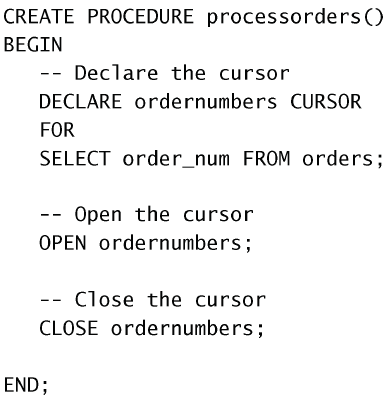 CREATE PROCEDURE processorders()
BEGIN
   -- Declare the cursor
   DECLARE ordernumbers CURSOR
   FOR
   SELECT order_num FROM orders;

   -- Open the cursor
   OPEN ordernumbers;

   -- Close the cursor
   CLOSE ordernumbers;

END;